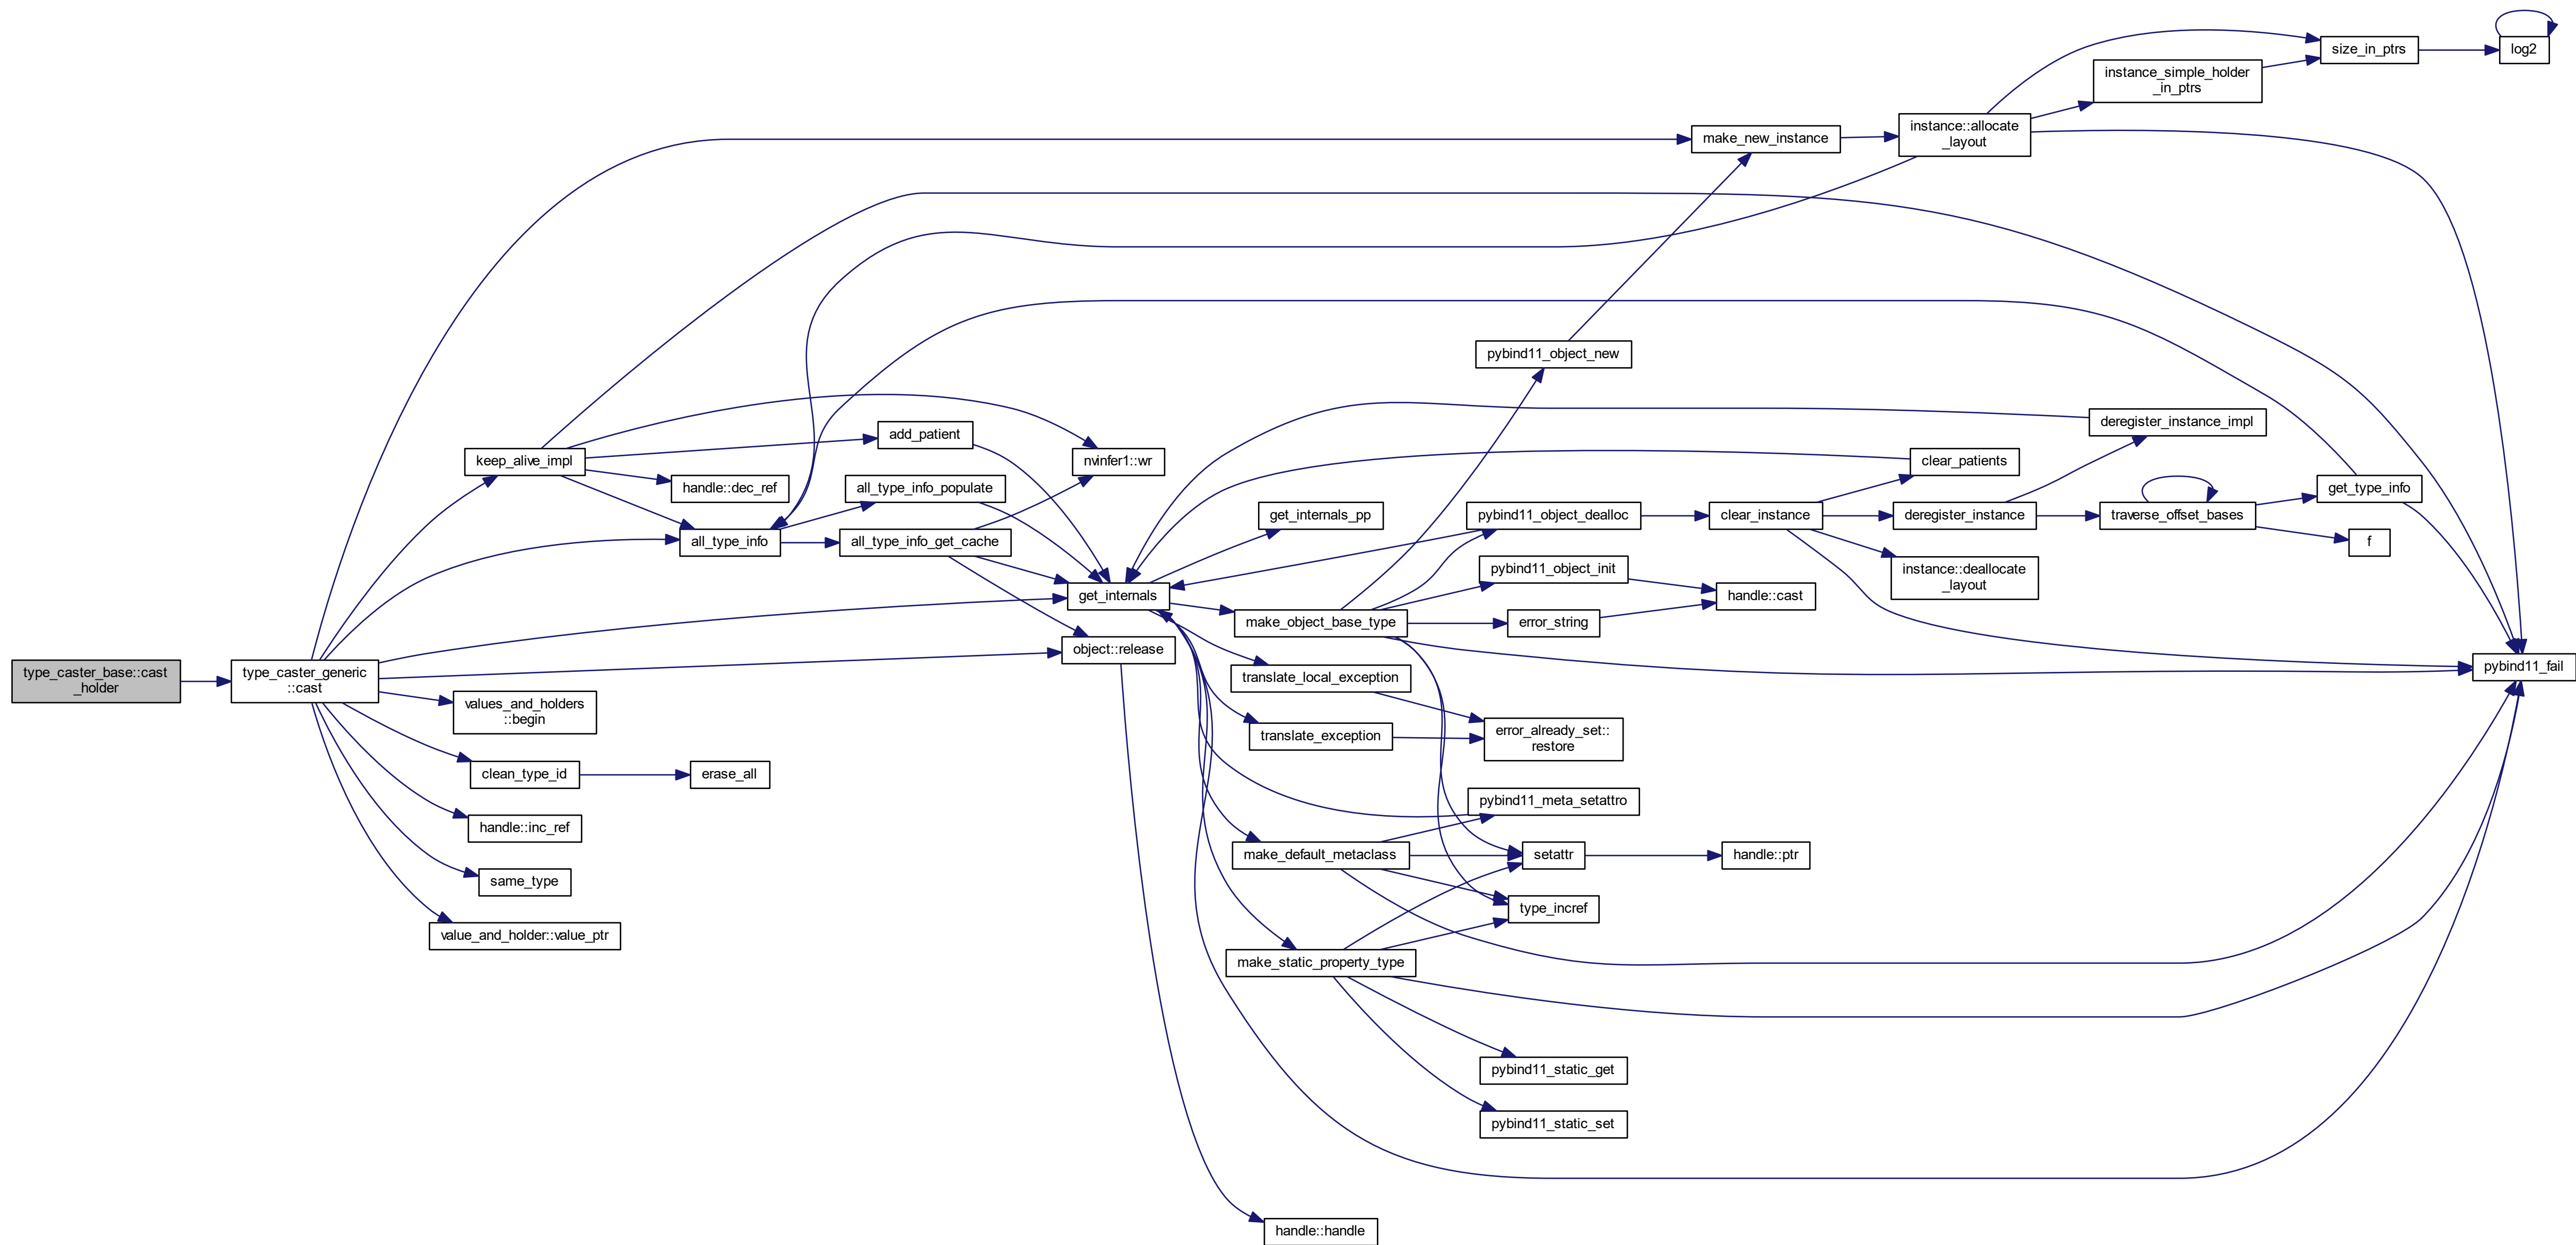 type_caster_base::cast
_holder
type_caster_generic
::cast
keep_alive_impl
values_and_holders
::begin
clean_type_id
handle::inc_ref
same_type
value_and_holder::value_ptr
handle::dec_ref
all_type_info
erase_all
add_patient
all_type_info_populate
all_type_info_get_cache
nvinfer1::wr
get_internals
object::release
get_internals_pp
make_object_base_type
translate_local_exception
translate_exception
make_default_metaclass
make_static_property_type
handle::handle
pybind11_object_new
pybind11_object_dealloc
pybind11_object_init
error_string
error_already_set::
restore
pybind11_meta_setattro
setattr
type_incref
pybind11_static_get
pybind11_static_set
make_new_instance
clear_instance
handle::cast
handle::ptr
instance::allocate
_layout
clear_patients
deregister_instance
instance::deallocate
_layout
instance_simple_holder
_in_ptrs
deregister_instance_impl
traverse_offset_bases
size_in_ptrs
get_type_info
f
log2
pybind11_fail